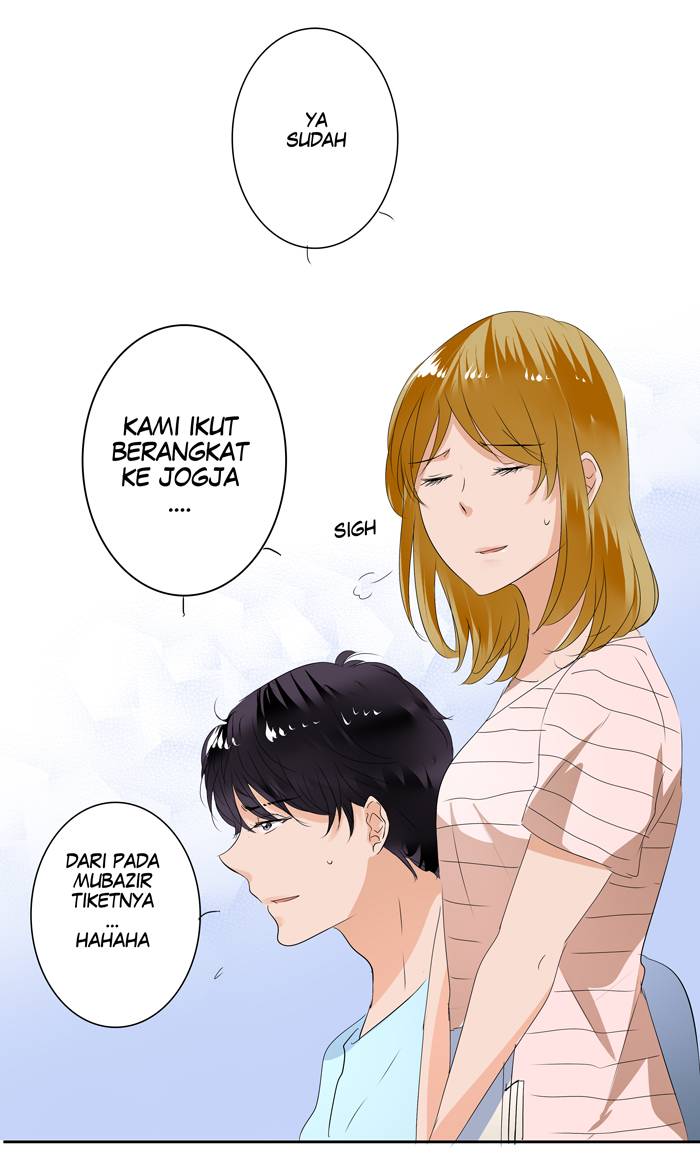 YA
SUDAH
KAMI IKUT
BERANGKAT
KE JOGJA
....
SIGH
DARI PADA
MUBAZIR
TIKETNYA
...
HAHAHA